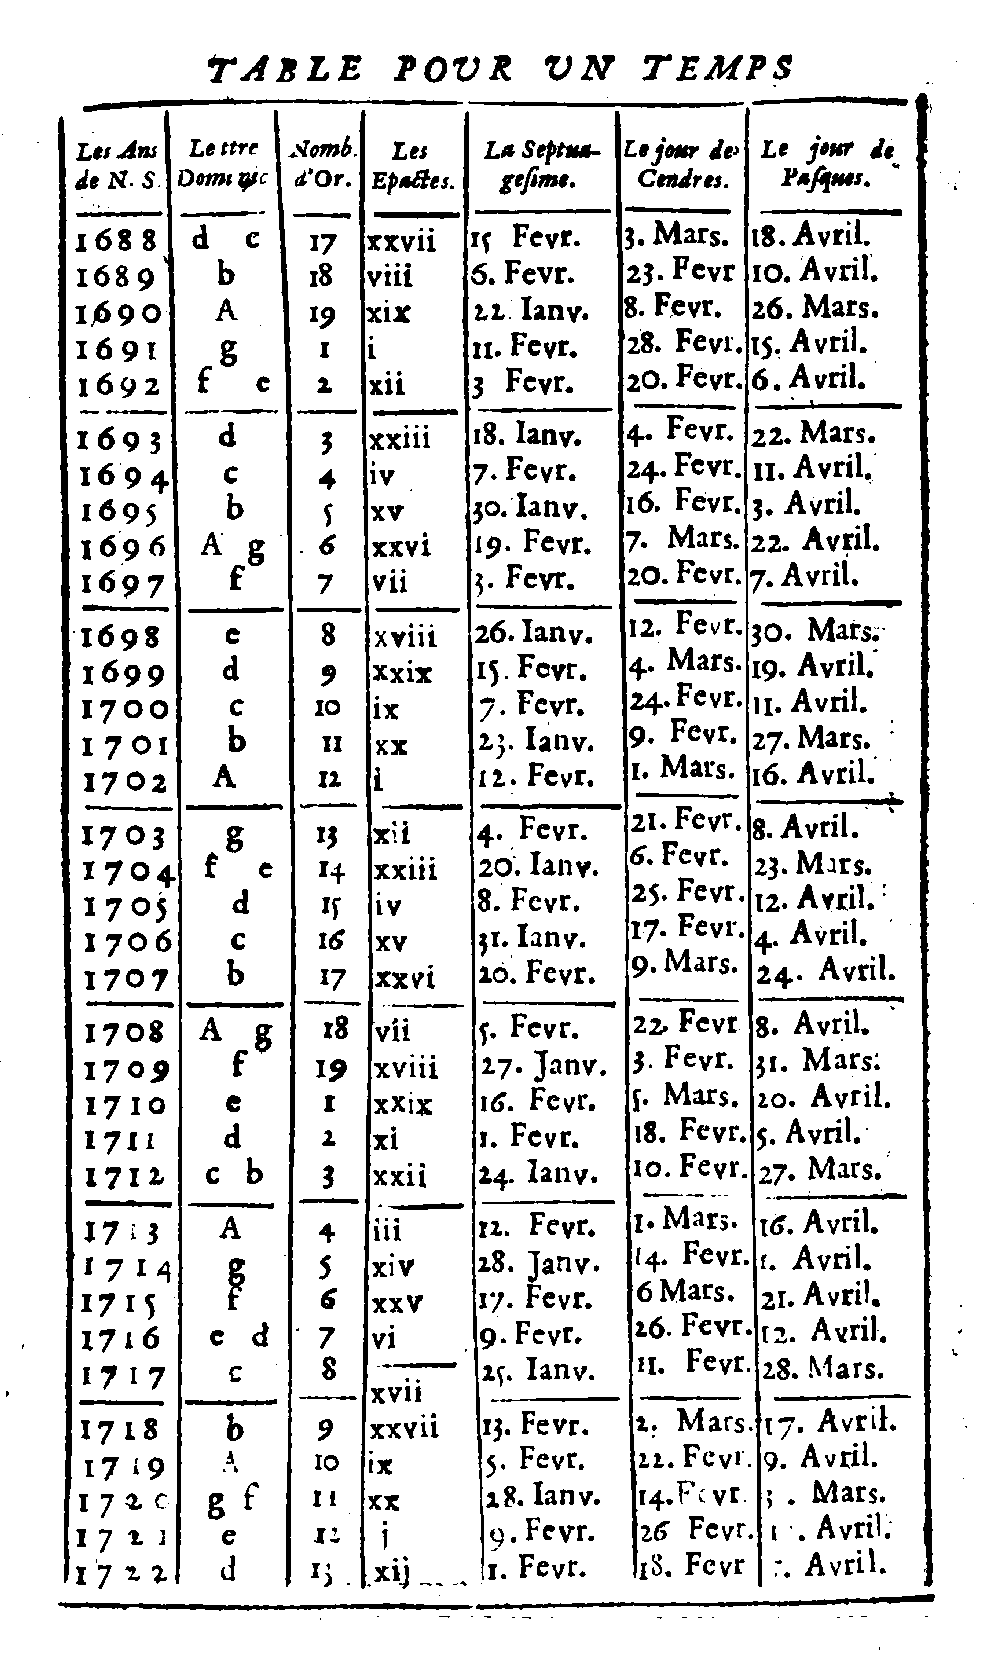 TABLE POUR UN TEMPS
Les Ans Lettre Nomb. Les La Septua- Le jour des Le jour de
de N. S. Domi d'Or. Epactes. gesime. Cendres. Pasques.
1688 d c 17 xxvii 15 Fevr. 3. Mars. 18. Avril.
1689 b 18 viii 6. Fevr. 23. Fevr 10. Avril.
1690 A 19 xix 22. Ianv. 8. Fevr. 26. Mars.
1691 g 1 i 11. Fevr. 28. Fevr. 15. Avril.
1692 f e 2 xii 3 Fevr. 20. Fevr. 6. Avril.
1693 d 3 xxiii 18. Ianv. 4. Fevr. 22. Mars.
1694 c 4 iv 7. Fevr. 24. Fevr. 11. Avril.
1695 b 5 xv 30. Ianv. 16. Fevr. 3. Avril.
1696 A g 6 xxvi 19. Fevr. 7. Mars. 22. Avril.
1697 f 7 vii 3. Fevr. 20. Fevr. 7. Avril.
1698 e 8 xviii 26. Ianv. 12. Fevr. 30. Mars.
1699 d 9 xxix 15. Fevr. 4. Mars. 19. Avril.
1700 c 10 ix 7. Fevr. 24. Fevr. 11. Avril.
1701 b 11 xx 23. Ianv. 9. Fevr. 27. Mars.
1702 A 12 i 12. Fevr. 1. Mars. 16. Avril.
1703 g 13 xii 4. Fevr. 21. Fevr. 8. Avril.
1704 f e 14 xxiii 20. Ianv. 6. Fevr. 23. Mars.
1705 d 15 iv 8. Fevr. 25. Fevr. 12. Avril.
1706 c 16 xv 31. Ianv. 17. Fevr. 4. Avril.
1707 b 17 xxvi 20. Fevr. 9. Mars. 24. Avril.
1708 A g 18 vii 5. Fevr. 22. Fevr 8. Avril.
1709 f 19 xviii 27. Janv. 3. Fevr. 31. Mars.
1710 e 1 xxix 16. Fevr. 5. Mars. 20. Avril.
1711 d 2 xi 1. Fevr. 18. Fevr. 5. Avril.
1712 c b 3 xxii 24. Ianv. 10. Fevr. 27. Mars.
1713 A 4 iii 12. Fevr. 1. Mars. 16. Avril.
1714 g 5 xiv 28. Janv. 14. Fevr. 1. Avril.
1715 f 6 xxv 17. Fevr. 6 Mars. 21. Avril.
1716 e d 7 vi 9. Fevr. 26. Fevr. 12. Avril.
1717 c 8 xvii 25. Ianv. 11. Fevr. 28. Mars.
1718 b 9 xxvii 13. Fevr. 2. Mars. 17. Avril.
1719 A 10 ix 5. Fevr. 22. Fevr. 9. Avril.
1720 g f 11 xx 28. Ianv. 14. Fevr. Mars.
1721 e 12 j 9. Fevr. 26 Fevr. Avril.
1722 d 13 xij 1. Fevr. 18. Fevr Avril.